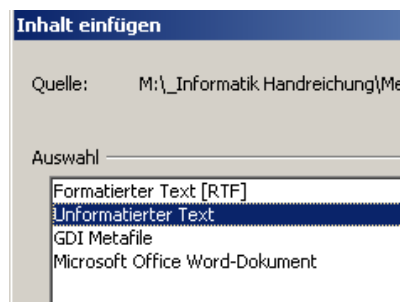 Inhalt einfügen
Quelle: M:\_Informatik Handreichung\Me
Auswahl
Formatierter Text [RTF]
Unformatierter Text
GDI Metafile
Microsoft Office Word-Dokument